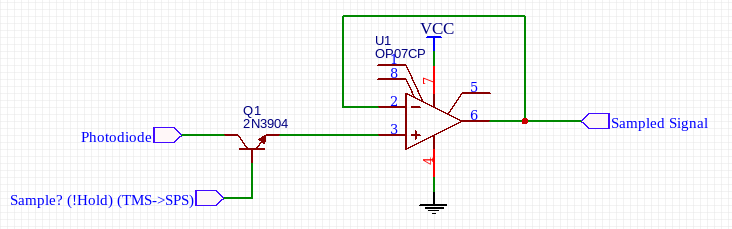 VCC
U1
OP07CP
1
8
7
5
2
6
3
4
Q1
2N3904
Photodiode
Sampled Signal
Sample? (!Hold) (TMS->SPS)